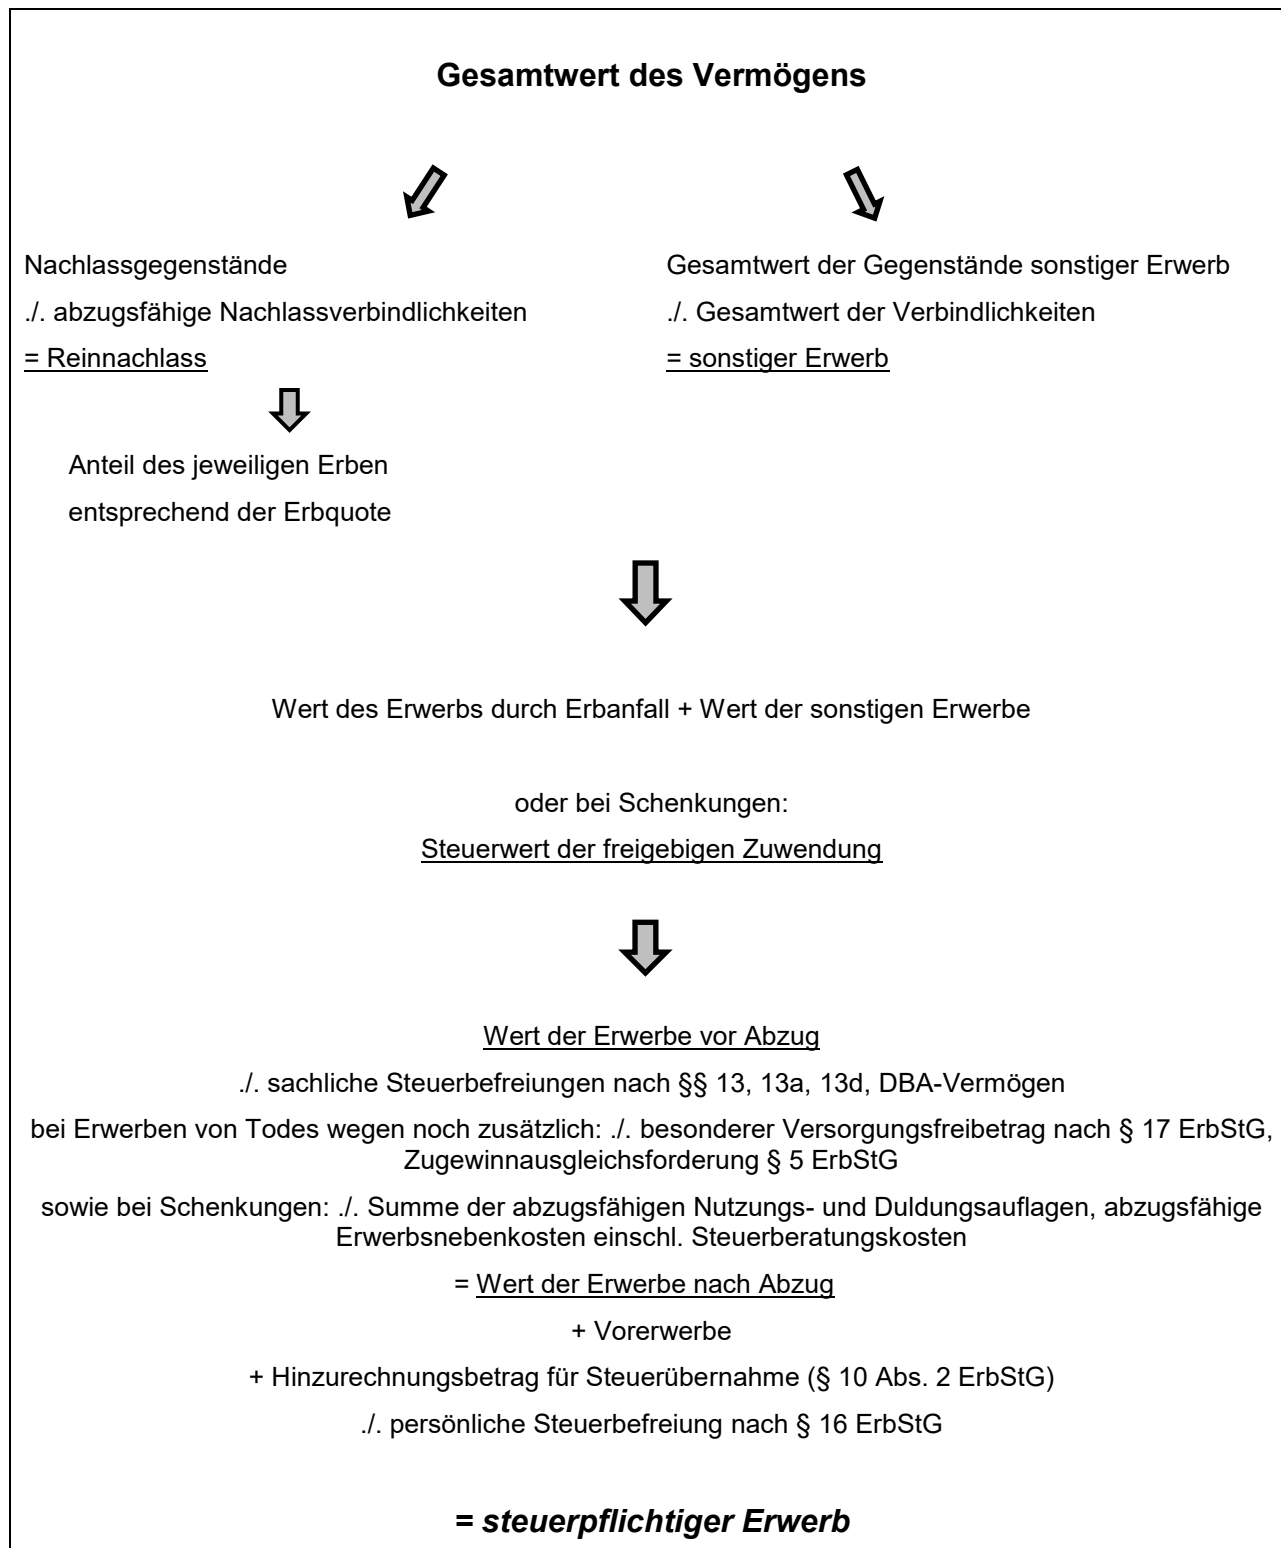 Gesamtwert des Vermögens
Nachlassgegenstände
./. abzugsfähige Nachlassverbindlichkeiten
= Reinnachlass
Anteil des jeweiligen Erben
entsprechend der Erbquote
Gesamtwert der Gegenstände sonstiger Erwerb
./. Gesamtwert der Verbindlichkeiten
= sonstiger Erwerb
Wert des Erwerbs durch Erbanfall + Wert der sonstigen Erwerbe
oder bei Schenkungen:
Steuerwert der freigebigen Zuwendung
Wert der Erwerbe vor Abzug
./. sachliche Steuerbefreiungen nach §§ 13, 13a, 13d, DBA-Vermögen
bei Erwerben von Todes wegen noch zusätzlich: ./. besonderer Versorgungsfreibetrag nach § 17 ErbStG,
Zugewinnausgleichsforderung § 5 ErbStG
sowie bei Schenkungen: ./. Summe der abzugsfähigen Nutzungs- und Duldungsauflagen, abzugsfähige
Erwerbsnebenkosten einschl. Steuerberatungskosten
= Wert der Erwerbe nach Abzug
+ Vorerwerbe
+ Hinzurechnungsbetrag für Steuerübernahme (§ 10 Abs. 2 ErbStG)
./. persönliche Steuerbefreiung nach § 16 ErbStG
= steuerpflichtiger Erwerb